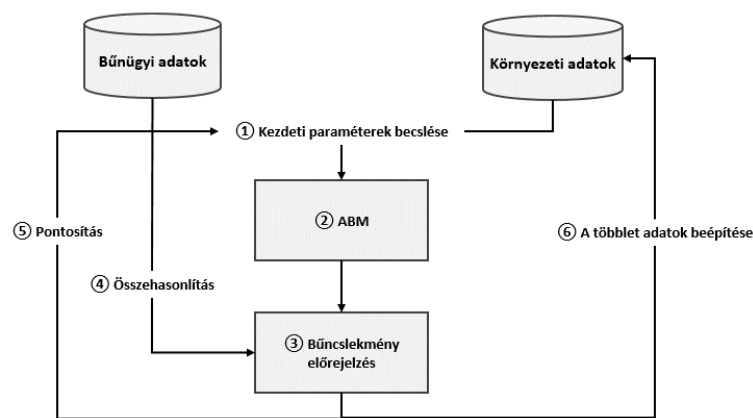 Bűnügyi adatok
Környezeti adatok
① Kezdeti paraméterek becslése
② ABM
⑤ Pontosítás
⑥ A többlet adatok beépítése
④ Összehasonlítás
③ Bűncslekmény
előrejelzés